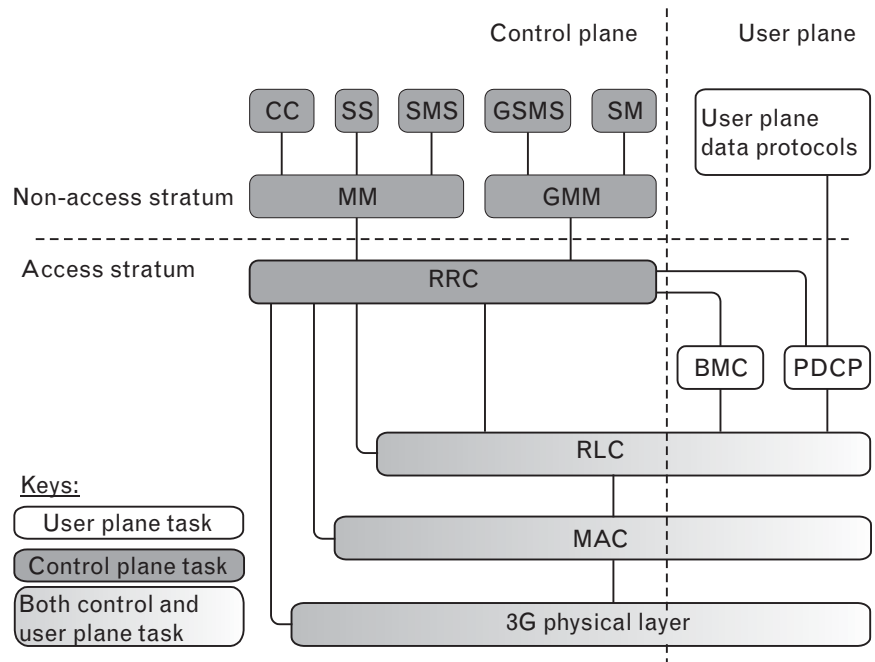 Control plane
User plane
CC
SS
SMS
GSMS
SM
User plane
data protocols
Non-access stratum
MM
GMM
Access stratum
RRC
BMC
PDCP
RLC
Keys:
User plane task
MAC
Control plane task
Both control and
user plane task
3G physical layer